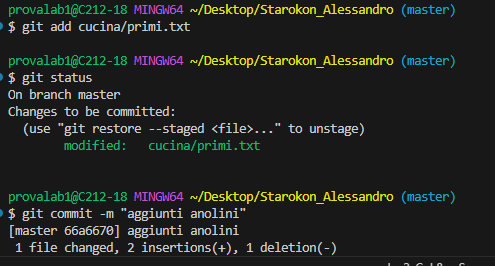 provalab1@C212-18 MINGW64 ~/Desktop/Starokon_Alessandro (master)
$ git add cucina/primi.txt
provalab1@C212-18 MINGW64 ~/Desktop/Starokon_Alessandro (master)
$ git status
On branch master
Changes to be committed:
  (use "git restore --staged <file>..." to unstage)
        modified:   cucina/primi.txt
provalab1@C212-18 MINGW64 ~/Desktop/Starokon_Alessandro (master)
$ git commit -m "aggiunti anolini"
[master 66a6670] aggiunti anolini
 1 file changed, 2 insertions(+), 1 deletion(-)